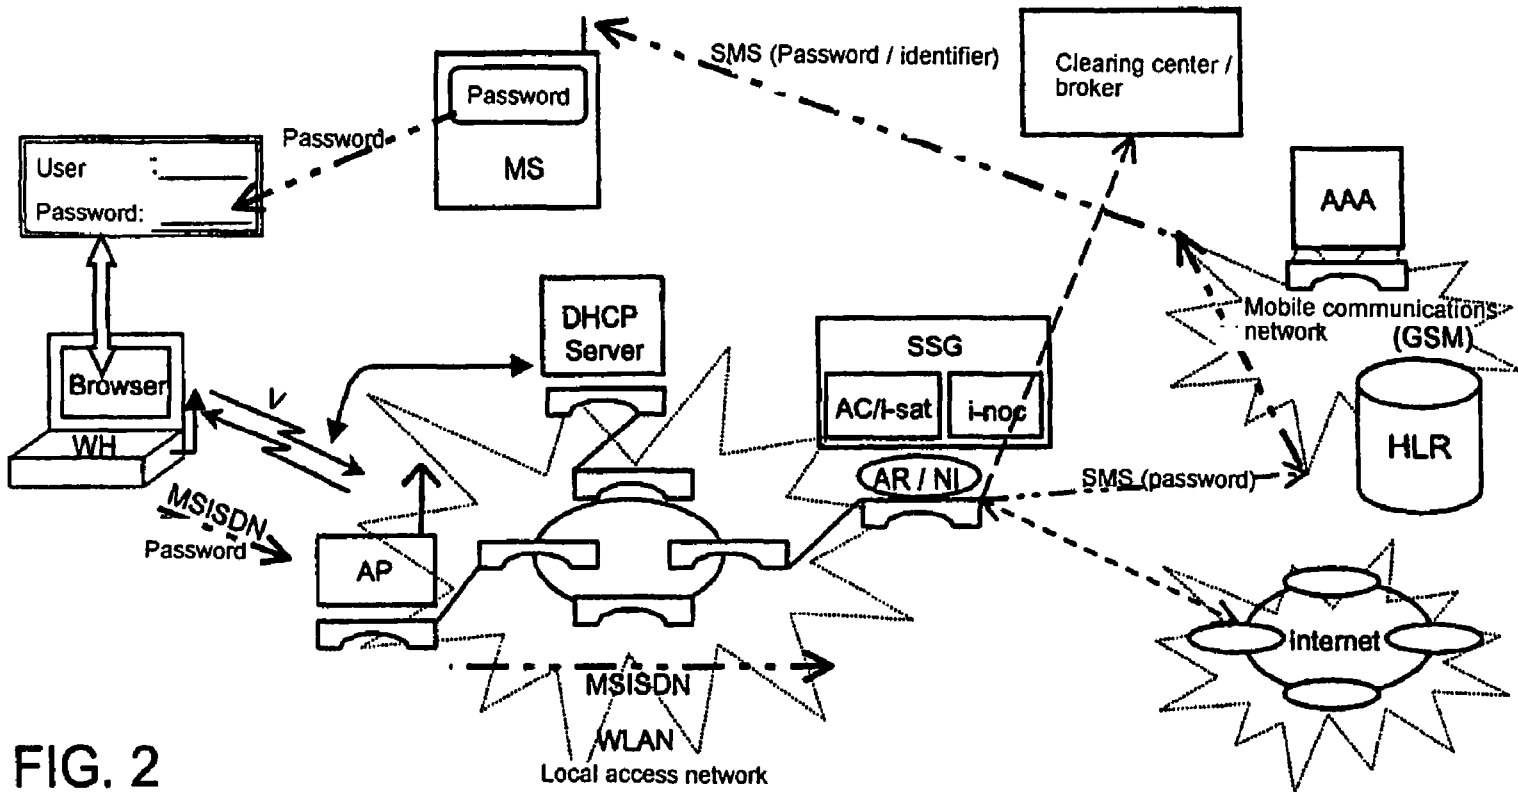 SMS (Password / identifier)
Clearing center /
broker
Password
Password
MS
User :
Password:
AAA
DHCP
Server
Mobile communications
network
(GSM)
SSG
Browser
V
AC/i-sat
i-noc
WH
AR / NI
HLR
SMS (password)
MSISDN
Password
AP
Internet
MSISDN
WLAN
Local access network
FIG. 2